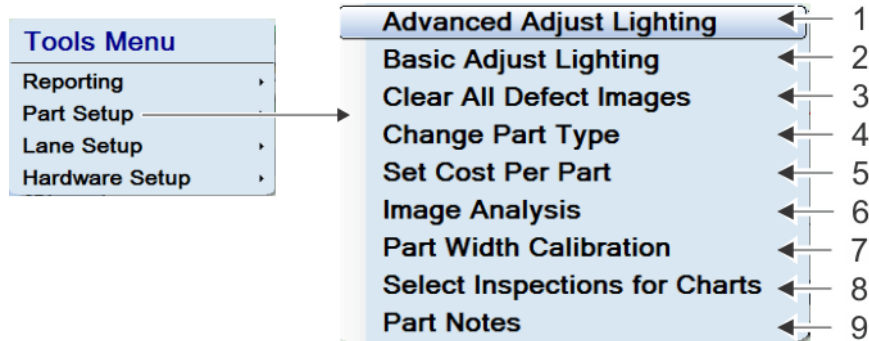 Tools Menu
Reporting
Part Setup
Lane Setup
Hardware Setup
Advanced Adjust Lighting 1
Basic Adjust Lighting 2
Clear All Defect Images 3
Change Part Type 4
Set Cost Per Part 5
Image Analysis 6
Part Width Calibration 7
Select Inspections for Charts 8
Part Notes 9